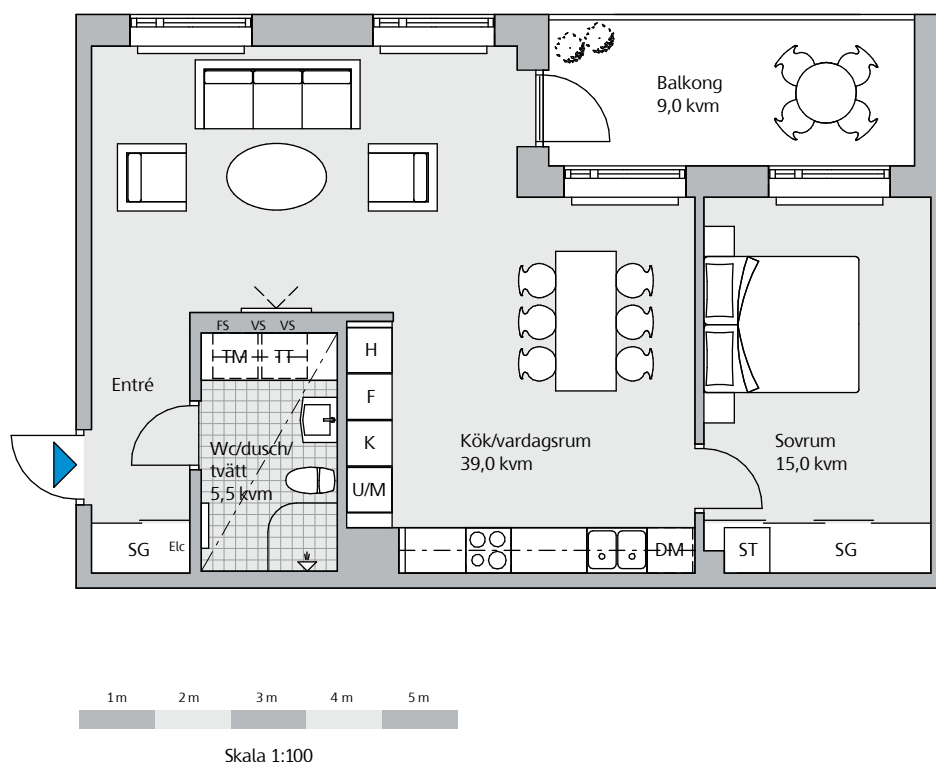 Balkong
9,0 kvm
FS VS VS
TM TT
H
Entré
F
Wc/dusch/
tvätt
5,5 kvm
K
Kök/vardagsrum
39,0 kvm
Sovrum
15,0 kvm
U/M
SG Elc
DM
ST SG
1 m 2 m 3 m 4 m 5 m
Skala 1:100